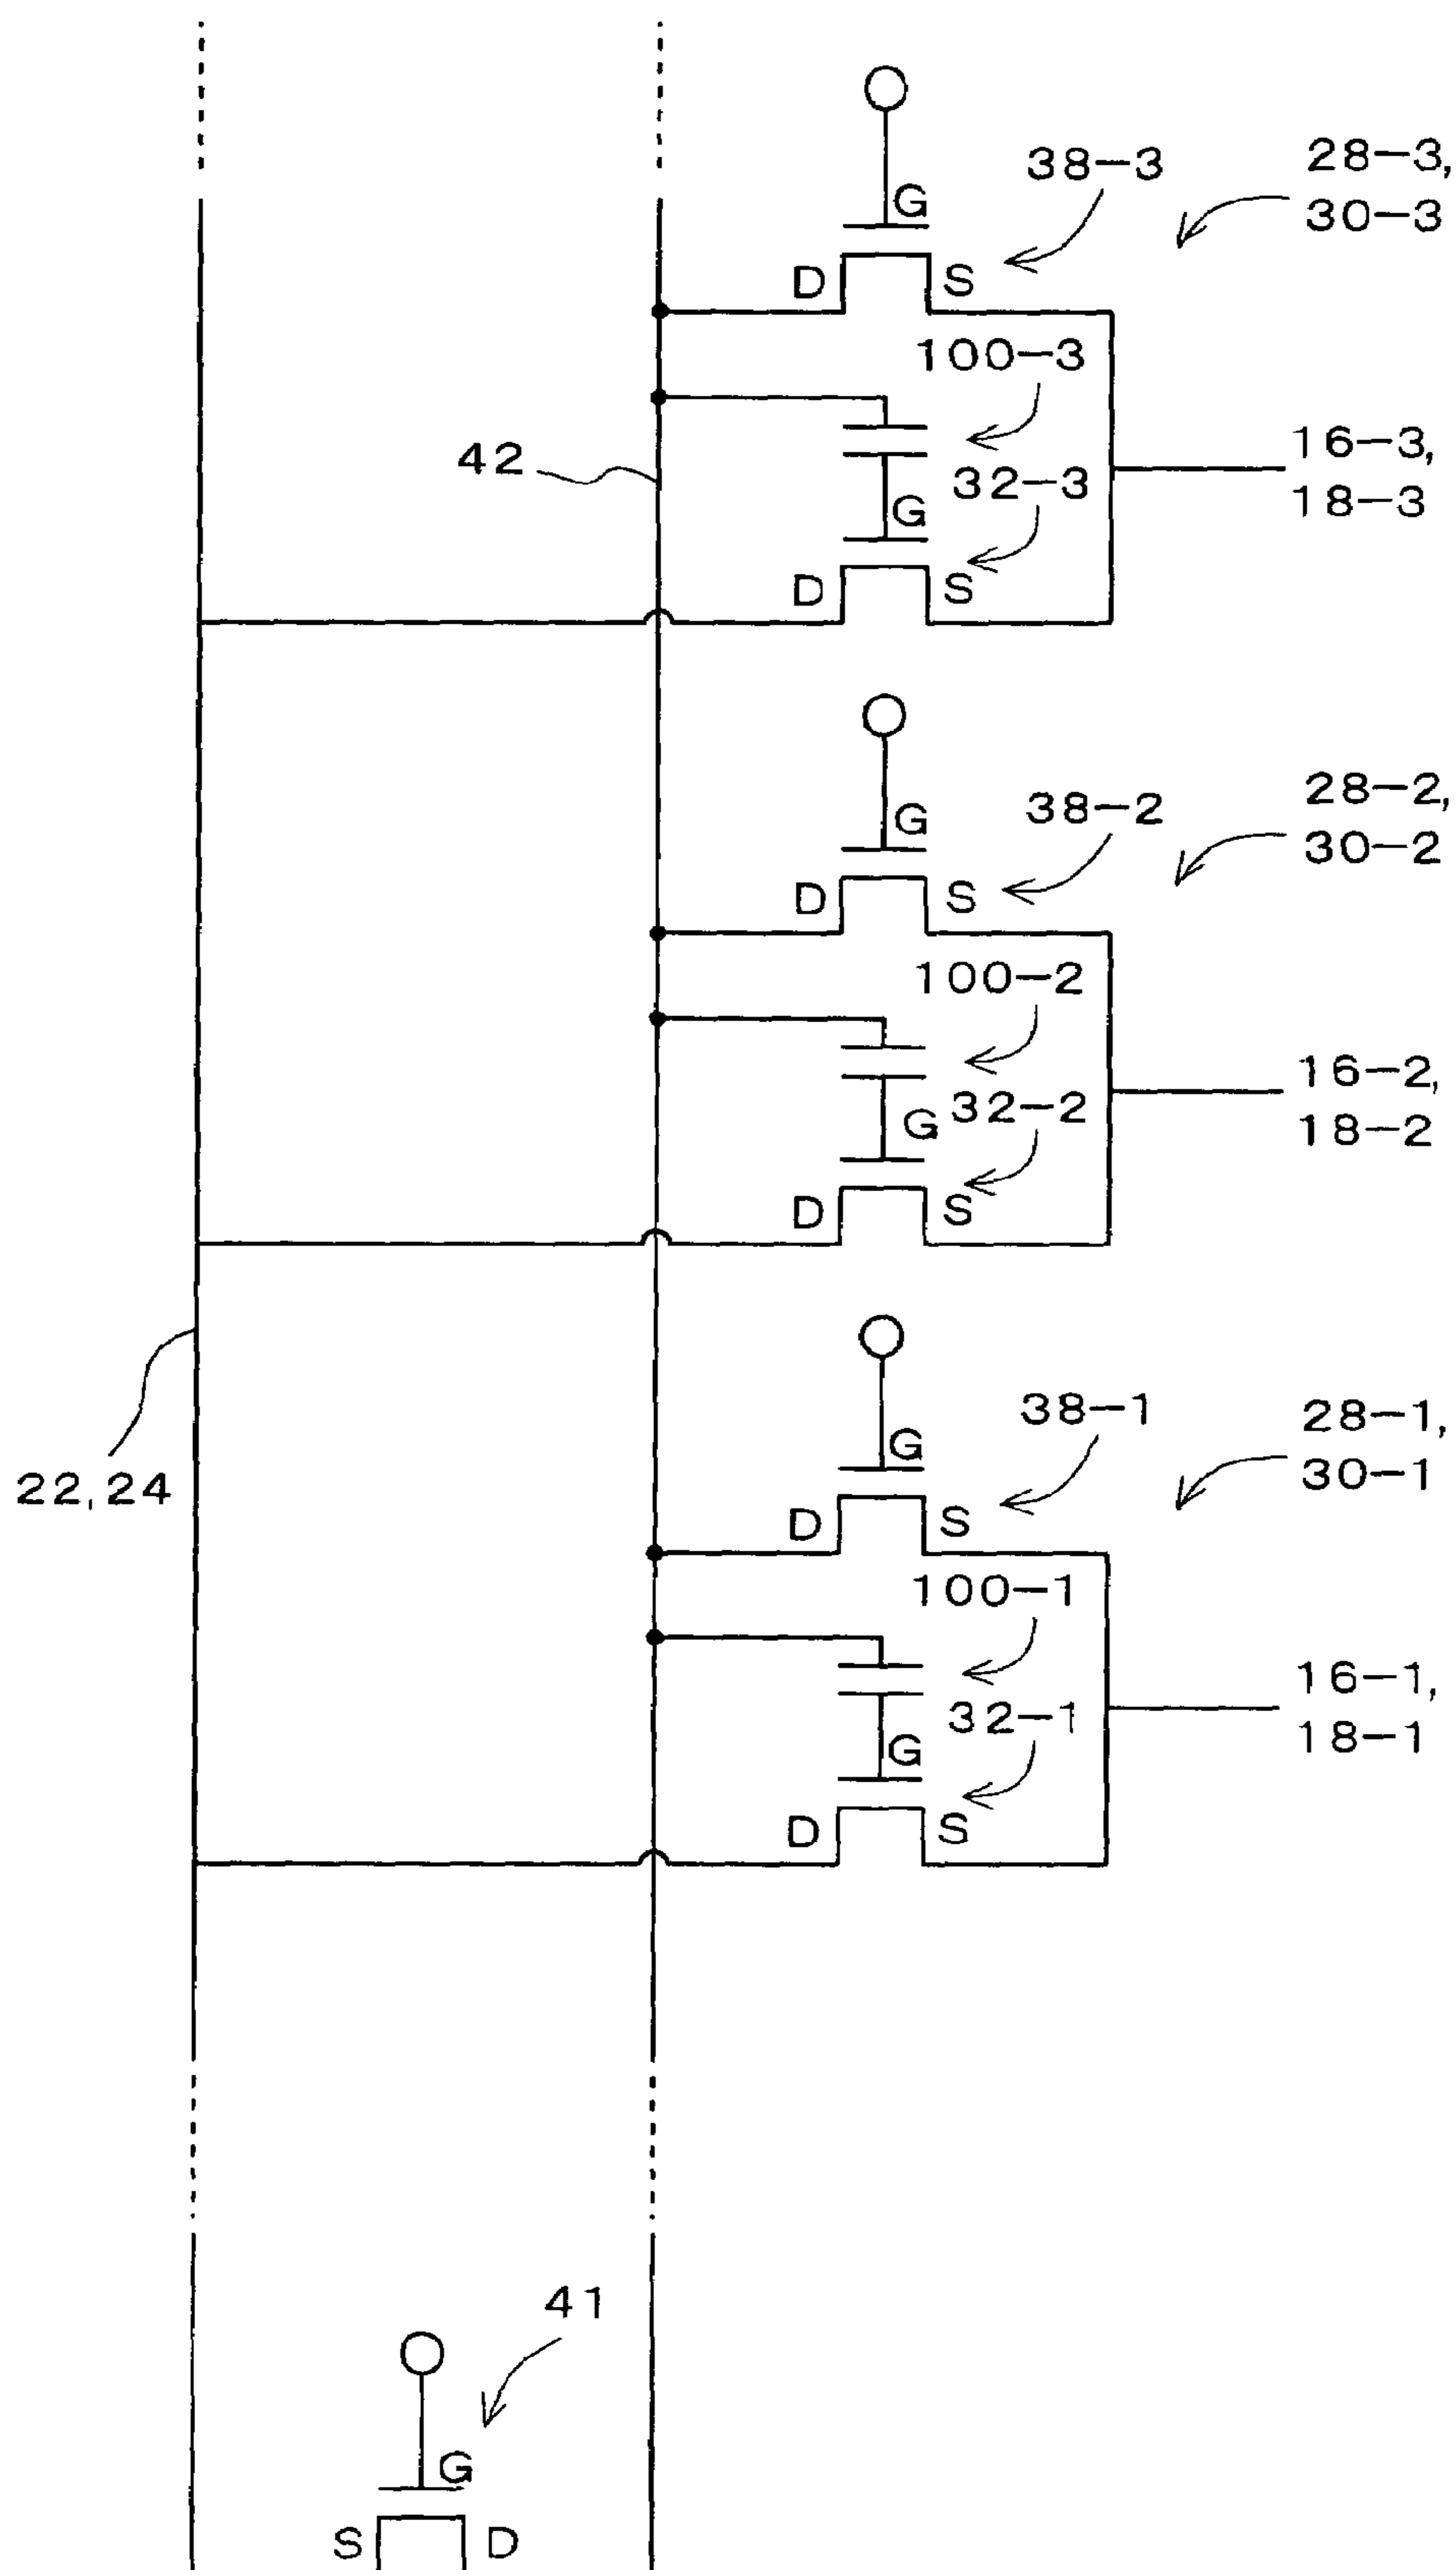 28-3,
38-3
30-3
G
D
S
100-3
16-3,
42
32-3
18-3
G
D
S
28-2,
38-2
G
30-2
D
S
100-2
16-2,
32-2
G
18-2
D
S
28-1,
38-1
G
30-1
22,24
D
S
100-1
16-1,
32-1
18-1
G
D
S
41
G
S
D